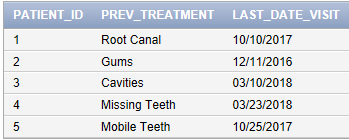 PATIENT_ID PREV_TREATMENT LAST_DATE_VISIT
1 Root Canal 10/10/2017
2 Gums 12/11/2016
3 Cavities 03/10/2018
4 Missing Teeth 03/23/2018
5 Mobile Teeth 10/25/2017